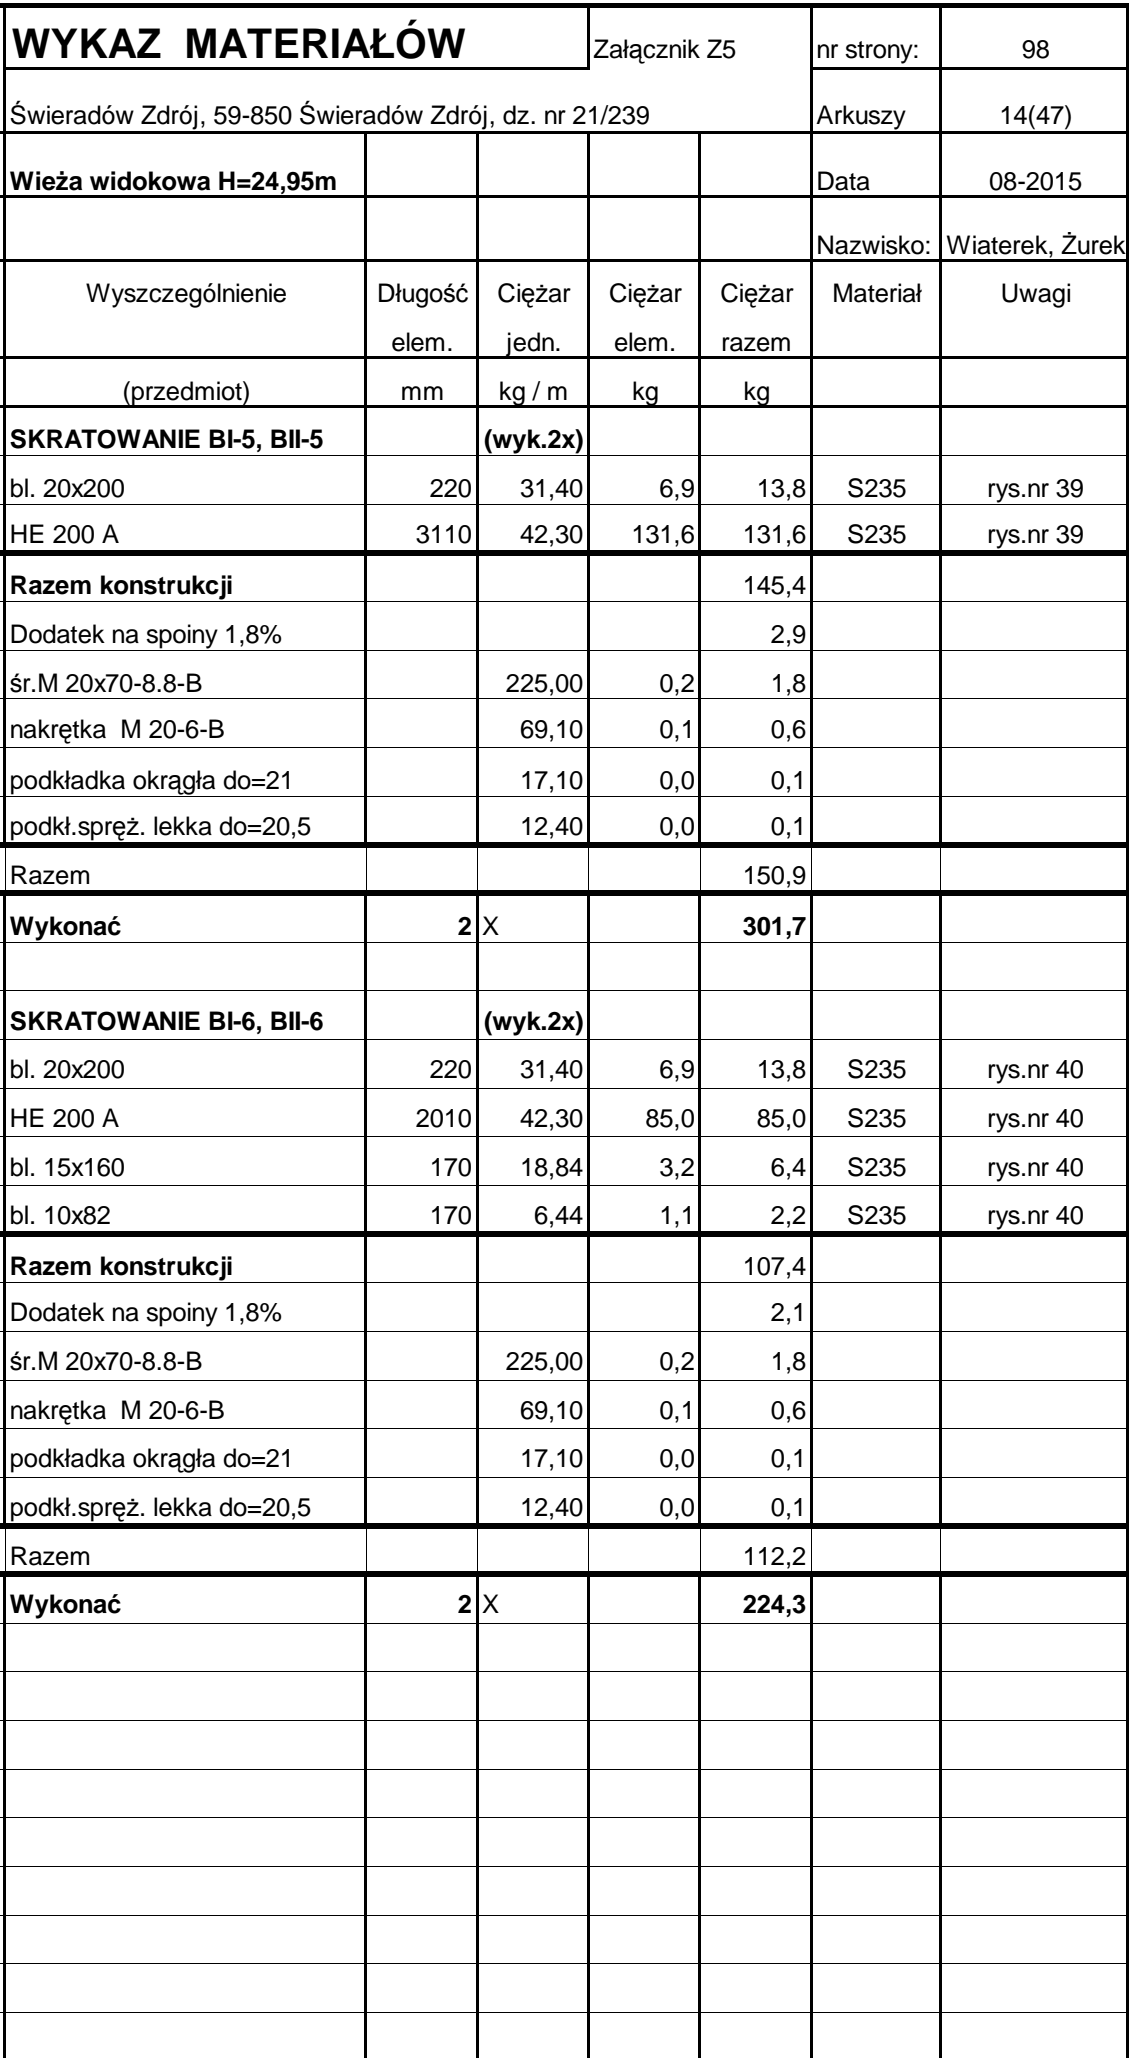 WYKAZ MATERIAŁÓW Załącznik Z5 nr strony: 98
Świeradów Zdrój, 59-850 Świeradów Zdrój, dz. nr 21/239 Arkuszy 14(47)
Wieża widokowa H=24,95m Data 08-2015
Nazwisko: Wiaterek, Żurek
Wyszczególnienie Długość Ciężar Ciężar Ciężar Materiał Uwagi
elem. jedn. elem. razem
(przedmiot) mm kg / m kg kg
SKRATOWANIE BI-5, BII-5 (wyk.2x)
bl. 20x200 220 31,40 6,9 13,8 S235 rys.nr 39
HE 200 A 3110 42,30 131,6 131,6 S235 rys.nr 39
Razem konstrukcji 145,4
Dodatek na spoiny 1,8% 2,9
śr.M 20x70-8.8-B 225,00 0,2 1,8
nakrętka M 20-6-B 69,10 0,1 0,6
podkładka okrągła do=21 17,10 0,0 0,1
podkł.spręż. lekka do=20,5 12,40 0,0 0,1
Razem 150,9
Wykonać 2 X 301,7
SKRATOWANIE BI-6, BII-6 (wyk.2x)
bl. 20x200 220 31,40 6,9 13,8 S235 rys.nr 40
HE 200 A 2010 42,30 85,0 85,0 S235 rys.nr 40
bl. 15x160 170 18,84 3,2 6,4 S235 rys.nr 40
bl. 10x82 170 6,44 1,1 2,2 S235 rys.nr 40
Razem konstrukcji 107,4
Dodatek na spoiny 1,8% 2,1
śr.M 20x70-8.8-B 225,00 0,2 1,8
nakrętka M 20-6-B 69,10 0,1 0,6
podkładka okrągła do=21 17,10 0,0 0,1
podkł.spręż. lekka do=20,5 12,40 0,0 0,1
Razem 112,2
Wykonać 2 X 224,3